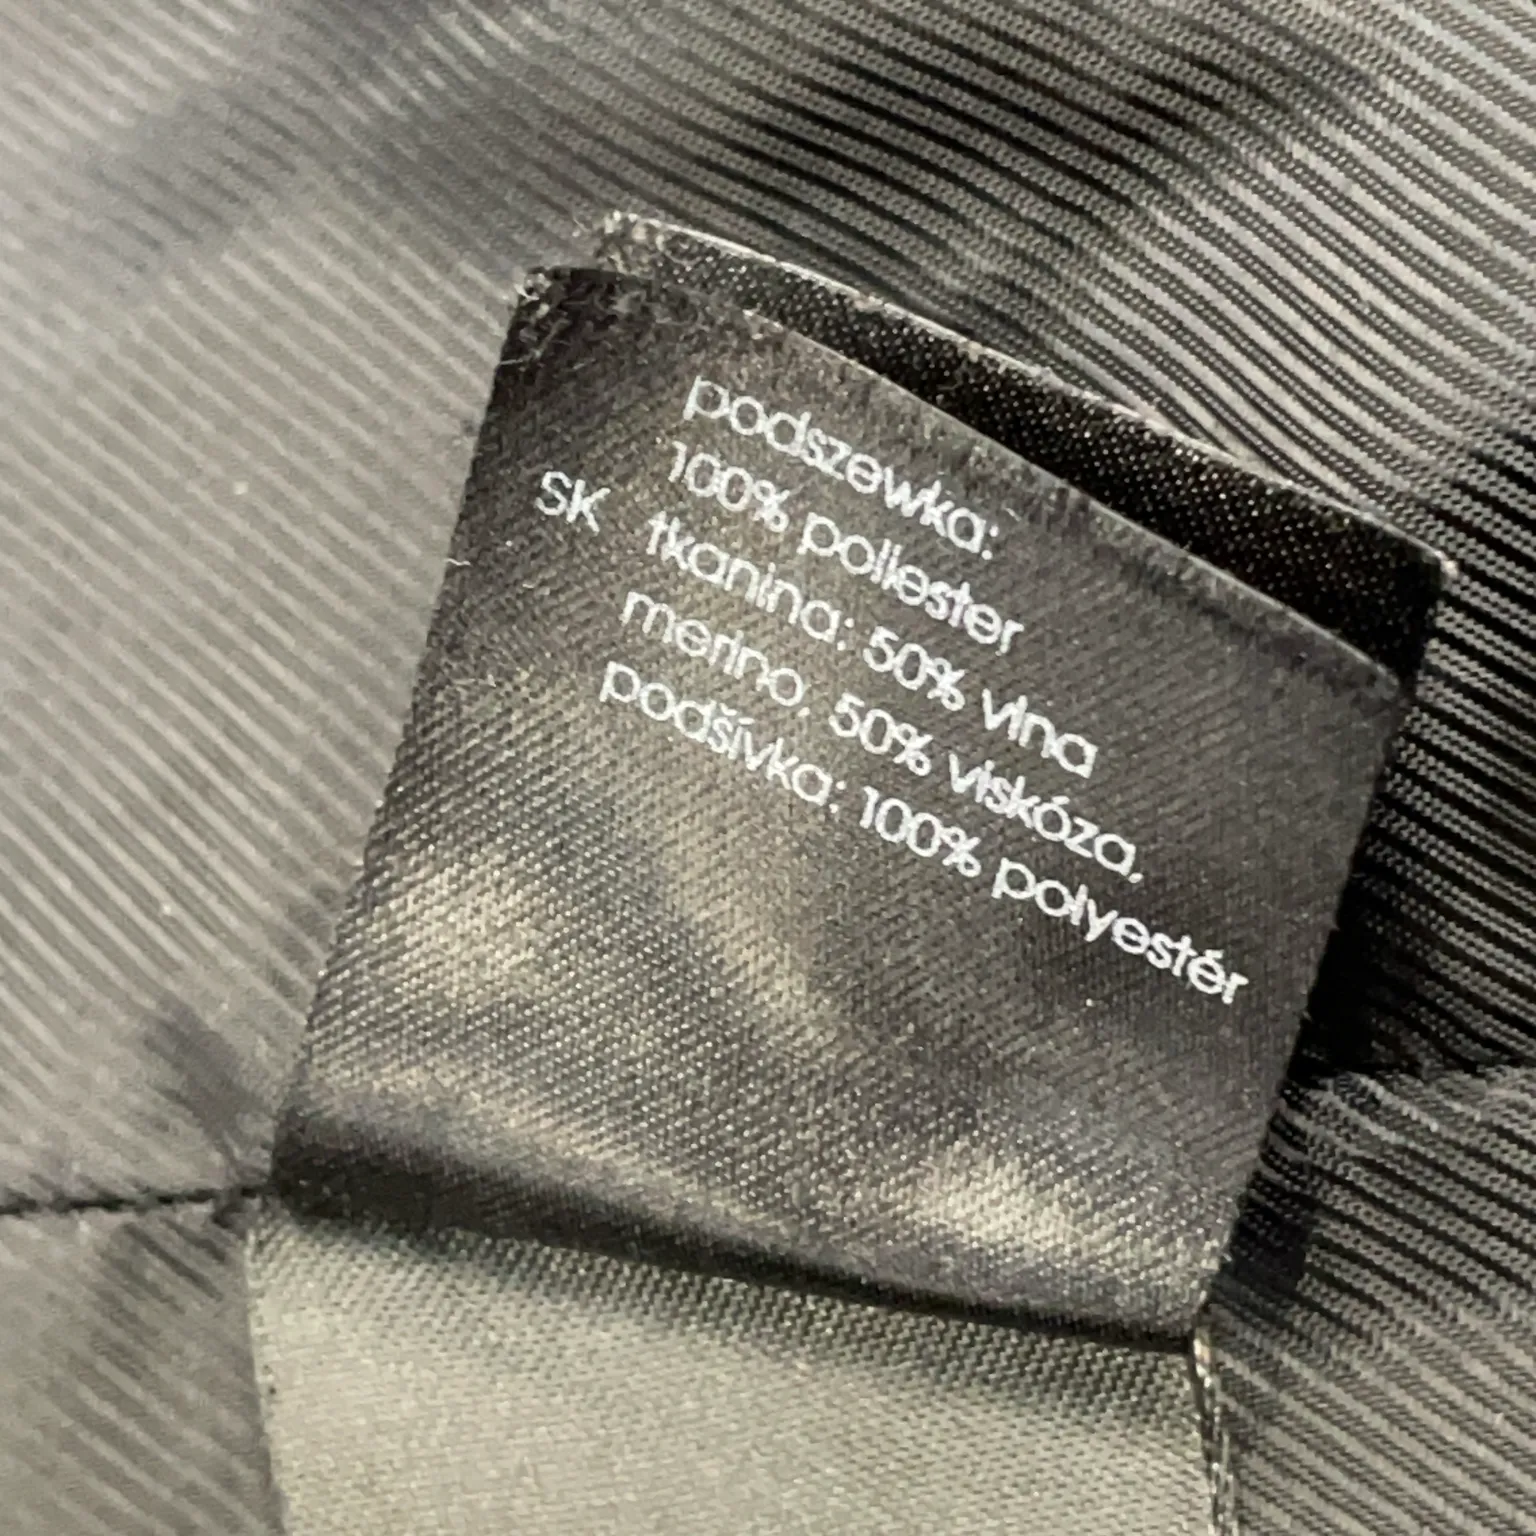 podszewka:
100% poliester
SK tkanina: 50% vlna
merino, 50% viskóza,
podšívka: 100% polyestér